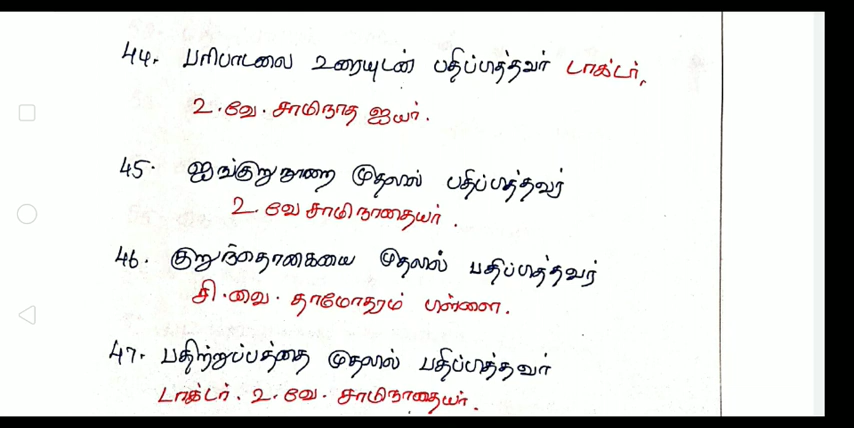 44. பரிபாடலை உரையுடன் பதிப்பித்தவர் டாக்டர்,
உ.வே. சாமிநாத ஐயர்.
45. ஐங்குறுநூறை முதலில் பதிப்பித்தவர்
உ.வே சாமிநாதையர்.
46. குறுந்தொகையை முதலில் பதிப்பித்தவர்
சி.வை. தாமோதரம் பிள்ளை.
47. பதிற்றுப்பத்தை முதலில் பதிப்பித்தவர்
டாக்டர். உ.வே. சாமிநாதையர்.